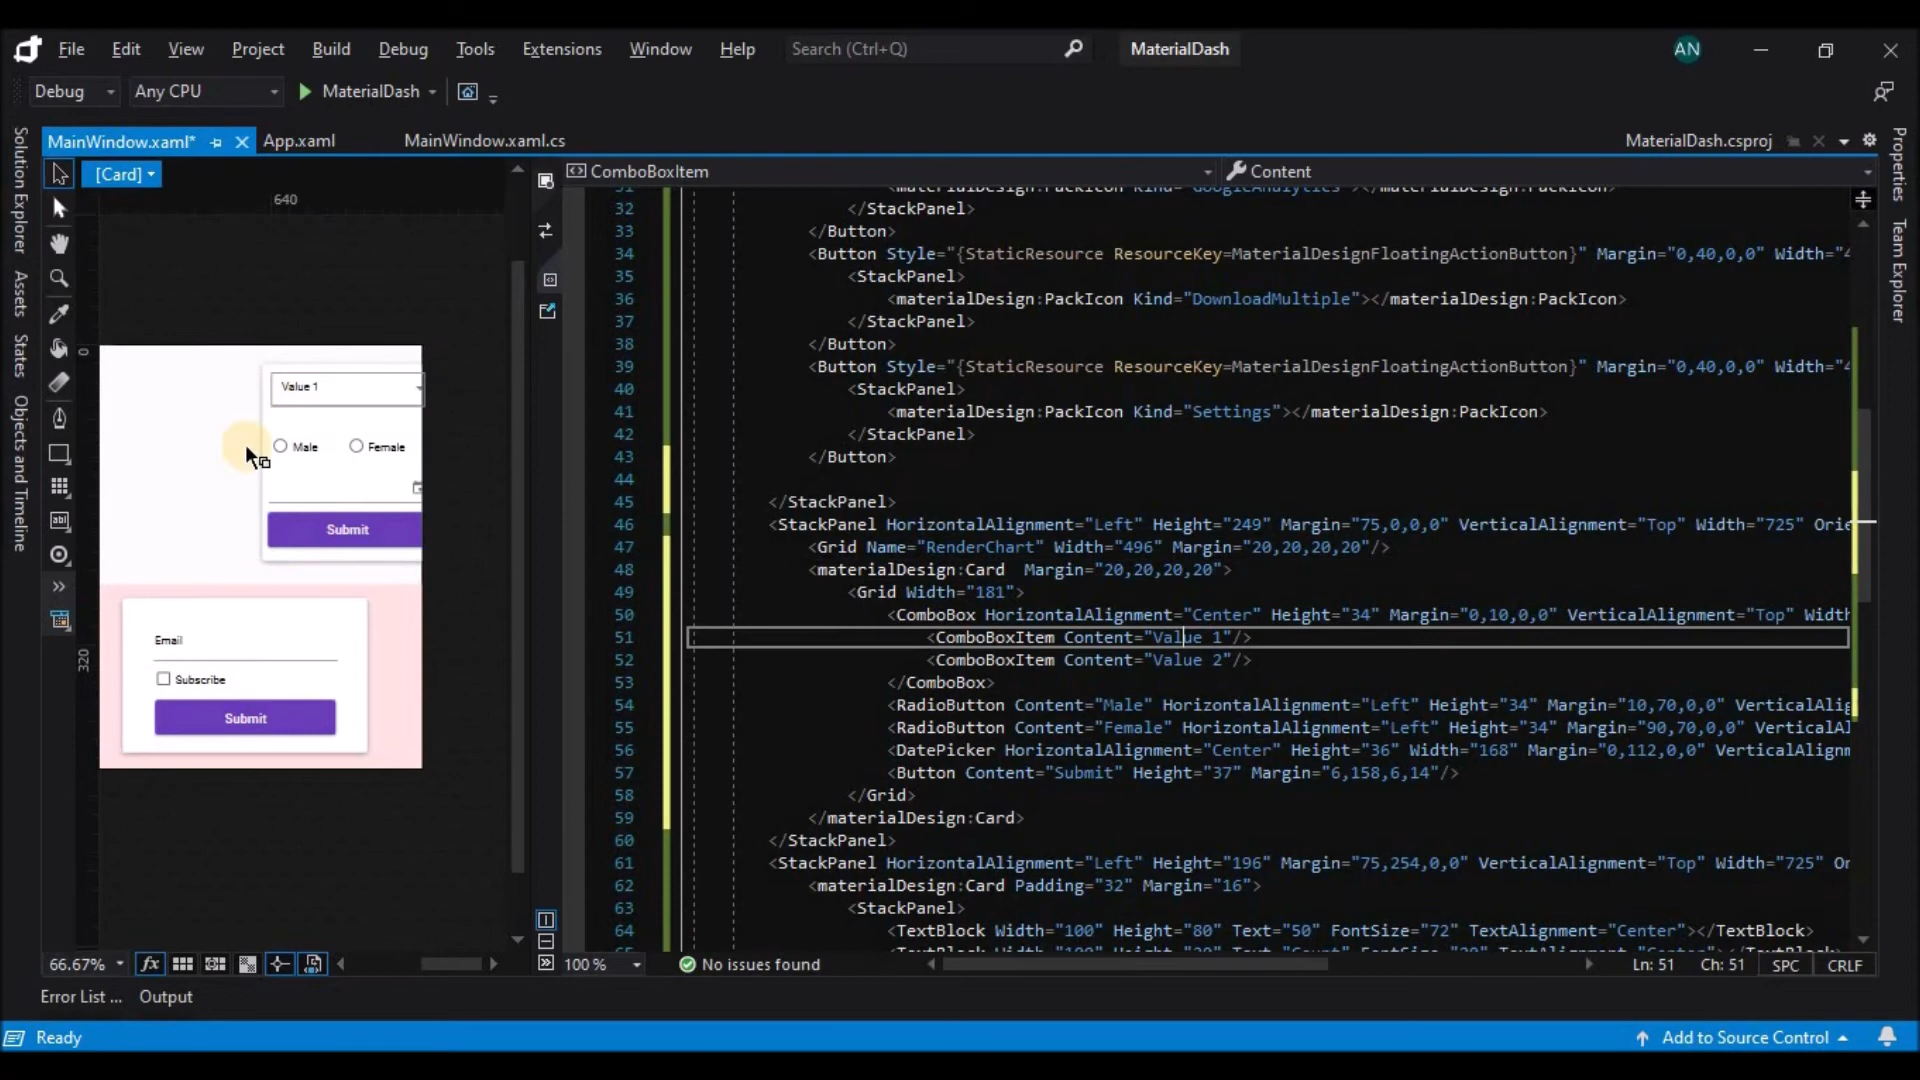 File Edit View Project Build Debug Tools Extensions Window Help Search (Ctrl+Q) MaterialDash AN
Debug Any CPU MaterialDash
MainWindow.xaml* App.xaml MainWindow.xaml.cs MaterialDash.csproj
[Card] ComboBoxItem Content
Solution Explorer
Assets
States
Objects and Timeline
640
0
320
Value 1
Male Female
Submit
Email
Subscribe
Submit
31 <materialDesign:PackIcon Kind="GoogleAnalytics"></materialDesign:PackIcon>
32 </StackPanel>
33 </Button>
34 <Button Style="{StaticResource ResourceKey=MaterialDesignFloatingActionButton}" Margin="0,40,0,0" Width="4
35 <StackPanel>
36 <materialDesign:PackIcon Kind="DownloadMultiple"></materialDesign:PackIcon>
37 </StackPanel>
38 </Button>
39 <Button Style="{StaticResource ResourceKey=MaterialDesignFloatingActionButton}" Margin="0,40,0,0" Width="4
40 <StackPanel>
41 <materialDesign:PackIcon Kind="Settings"></materialDesign:PackIcon>
42 </StackPanel>
43 </Button>
44
45 </StackPanel>
46 <StackPanel HorizontalAlignment="Left" Height="249" Margin="75,0,0,0" VerticalAlignment="Top" Width="725" Orie
47 <Grid Name="RenderChart" Width="496" Margin="20,20,20,20"/>
48 <materialDesign:Card Margin="20,20,20,20">
49 <Grid Width="181">
50 <ComboBox HorizontalAlignment="Center" Height="34" Margin="0,10,0,0" VerticalAlignment="Top" Width
51 <ComboBoxItem Content="Value 1"/>
52 <ComboBoxItem Content="Value 2"/>
53 </ComboBox>
54 <RadioButton Content="Male" HorizontalAlignment="Left" Height="34" Margin="10,70,0,0" VerticalAlig
55 <RadioButton Content="Female" HorizontalAlignment="Left" Height="34" Margin="90,70,0,0" VerticalAl
56 <DatePicker HorizontalAlignment="Center" Height="36" Width="168" Margin="0,112,0,0" VerticalAlignm
57 <Button Content="Submit" Height="37" Margin="6,158,6,14"/>
58 </Grid>
59 </materialDesign:Card>
60 </StackPanel>
61 <StackPanel HorizontalAlignment="Left" Height="196" Margin="75,254,0,0" VerticalAlignment="Top" Width="725" Or
62 <materialDesign:Card Padding="32" Margin="16">
63 <StackPanel>
64 <TextBlock Width="100" Height="80" Text="50" FontSize="72" TextAlignment="Center"></TextBlock>
Properties
Team Explorer
66.67% fx 100 % No issues found Ln: 51 Ch: 51 SPC CRLF
Error List ... Output
Ready Add to Source Control